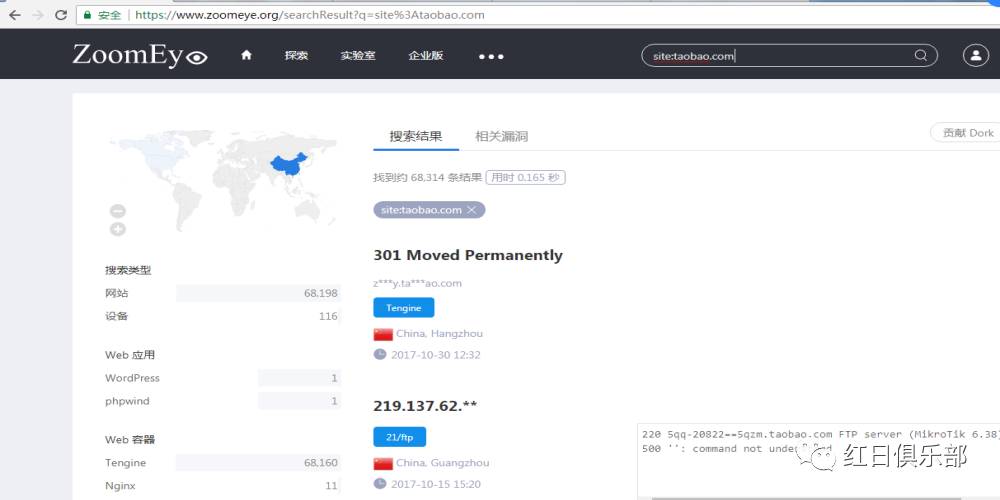 安全 https://www.zoomeye.org/searchResult?q=site%3Ataobao.com
ZoomEye 探索 实验室 企业版 ••• site:taobao.com
搜索结果 相关漏洞 贡献 Dork
找到约 68,314 条结果 用时 0.165 秒
site:taobao.com
301 Moved Permanently
z***y.ta***ao.com
Tengine
China, Hangzhou
2017-10-30 12:32
219.137.62.**
21/ftp
China, Guangzhou
2017-10-15 15:20
220 5qq-20822==5qzm.taobao.com FTP server (MikroTik 6.38)
500 '': command not
搜索类型
网站 68,198
设备 116
Web 应用
WordPress 1
phpwind 1
Web 容器
Tengine 68,160
Nginx 11
红日俱乐部